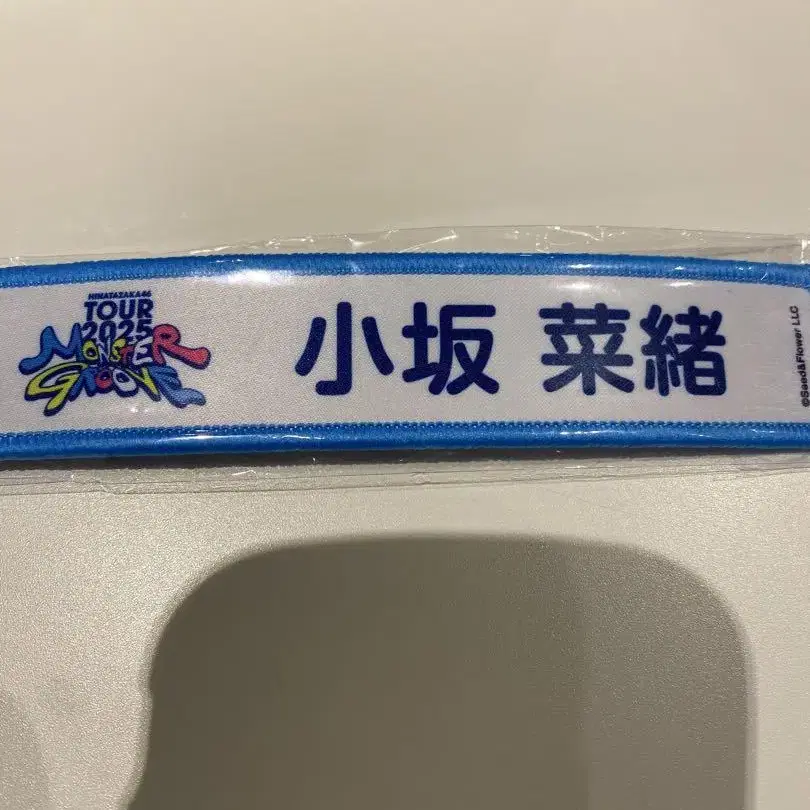 HINATAZAKA46
TOUR
2025
MONSTER
GROOVE
小坂 菜緒
©Seed&Flower LLC